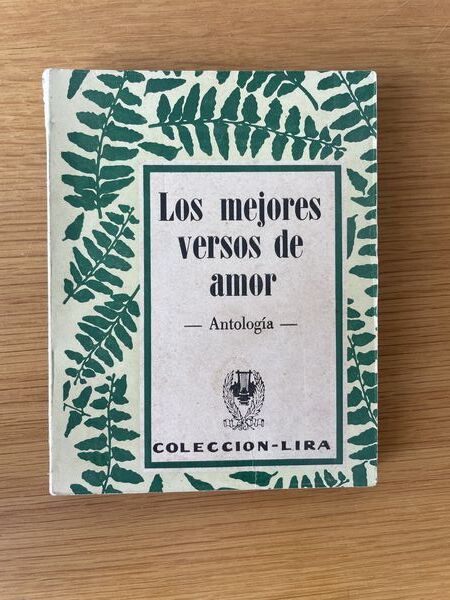 Los mejores
versos de
amor
— Antología —
COLECCION-LIRA